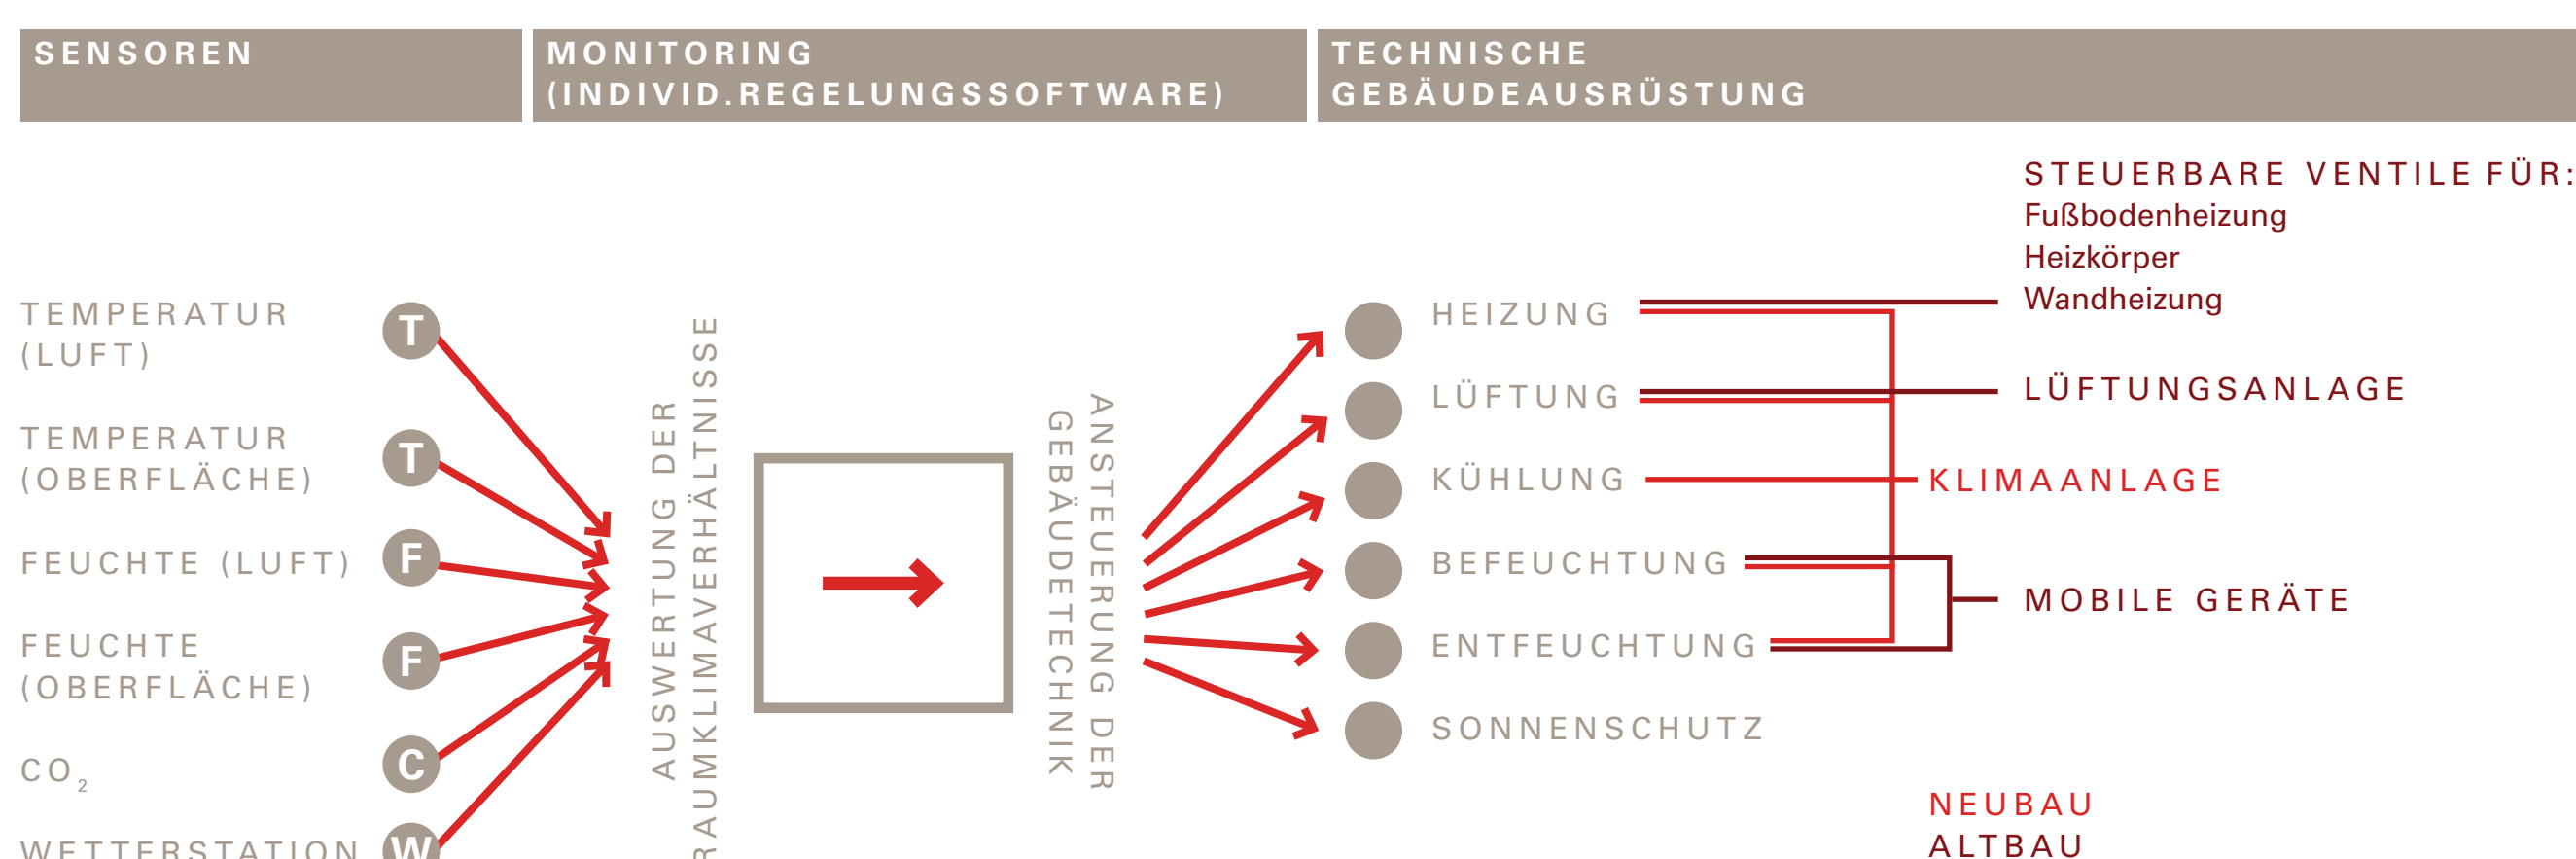 SENSOREN
MONITORING
(INDIVID.REGELUNGSSOFTWARE)
TECHNISCHE
GEBÄUDEAUSRÜSTUNG
TEMPERATUR
(LUFT)
T
TEMPERATUR
(OBERFLÄCHE)
T
FEUCHTE (LUFT)
F
FEUCHTE
(OBERFLÄCHE)
F
CO₂
C
WETTERSTATION
W
AUSWERTUNG DER
RAUMKLIMAVERHÄLTNISSE
ANSTEUERUNG DER
GEBÄUDETECHNIK
HEIZUNG
LÜFTUNG
KÜHLUNG
BEFEUCHTUNG
ENTFEUCHTUNG
SONNENSCHUTZ
STEUERBARE VENTILE FÜR:
Fußbodenheizung
Heizkörper
Wandheizung
LÜFTUNGSANLAGE
KLIMAANLAGE
MOBILE GERÄTE
NEUBAU
ALTBAU